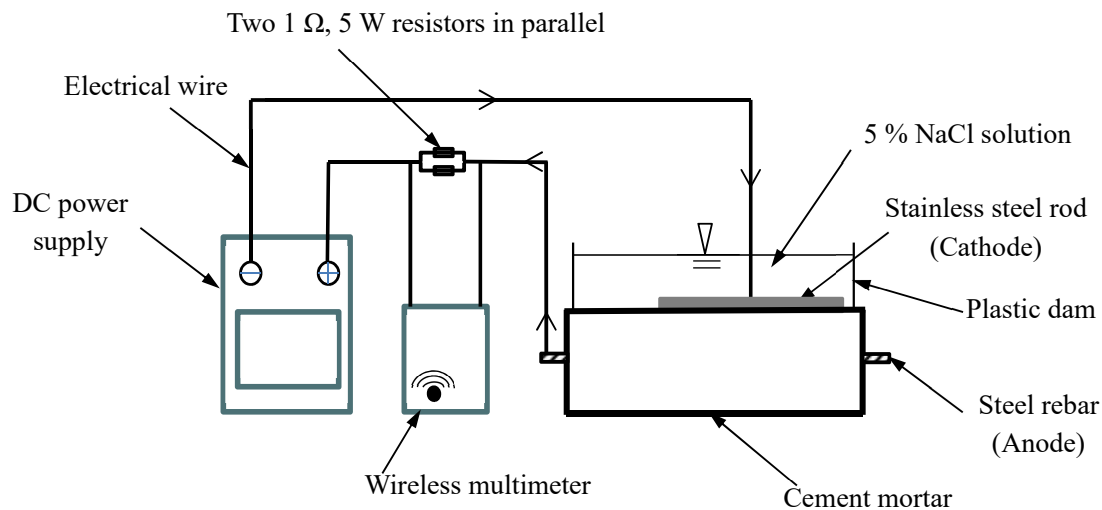 Two 1 Ω, 5 W resistors in parallel
Electrical wire
5 % NaCl solution
DC power
supply
Stainless steel rod
(Cathode)
Plastic dam
Steel rebar
(Anode)
Wireless multimeter
Cement mortar